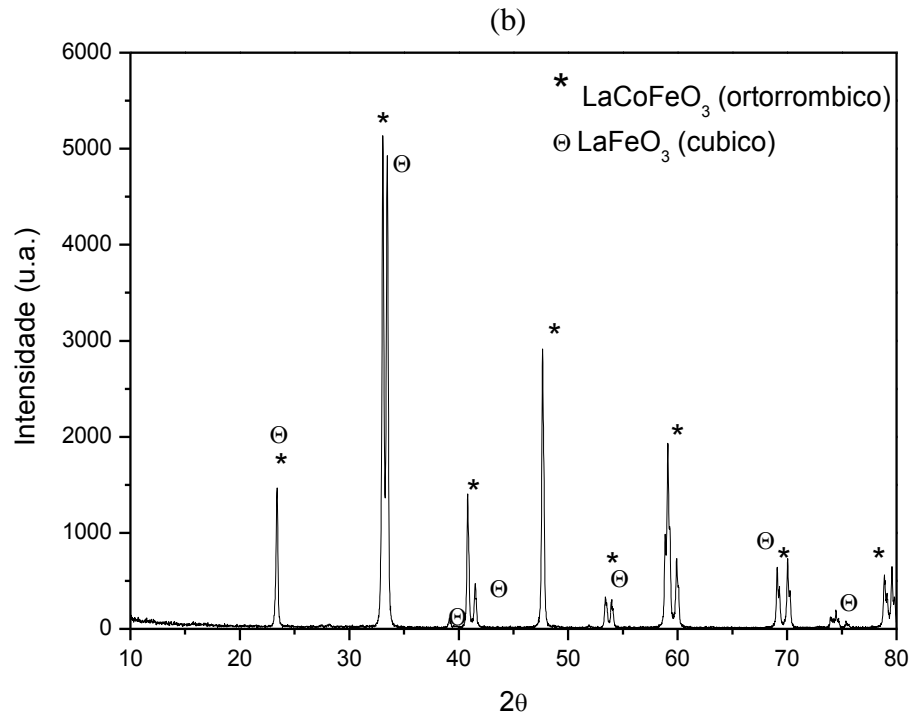 (b)
6000
5000
4000
3000
2000
1000
0
Intensidade (u.a.)
* LaCoFeO₃ (ortorrombico)
Θ LaFeO₃ (cubico)
*
Θ
Θ
*
*
Θ
Θ
*
*
Θ
*
Θ
*
Θ
*
10 20 30 40 50 60 70 80
2θ